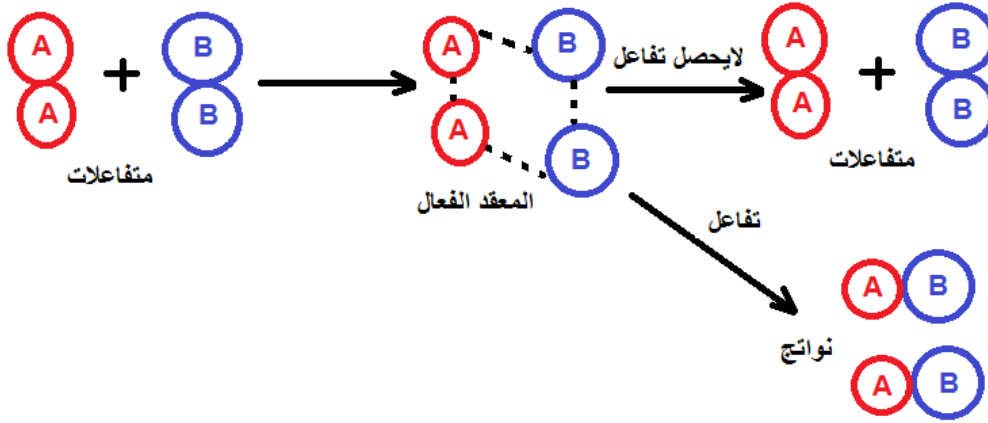 A + B
A B
متفاعلات
A B
A B
المعقد الفعال
لايحصل تفاعل
A + B
A B
متفاعلات
تفاعل
نواتج
A B
A B